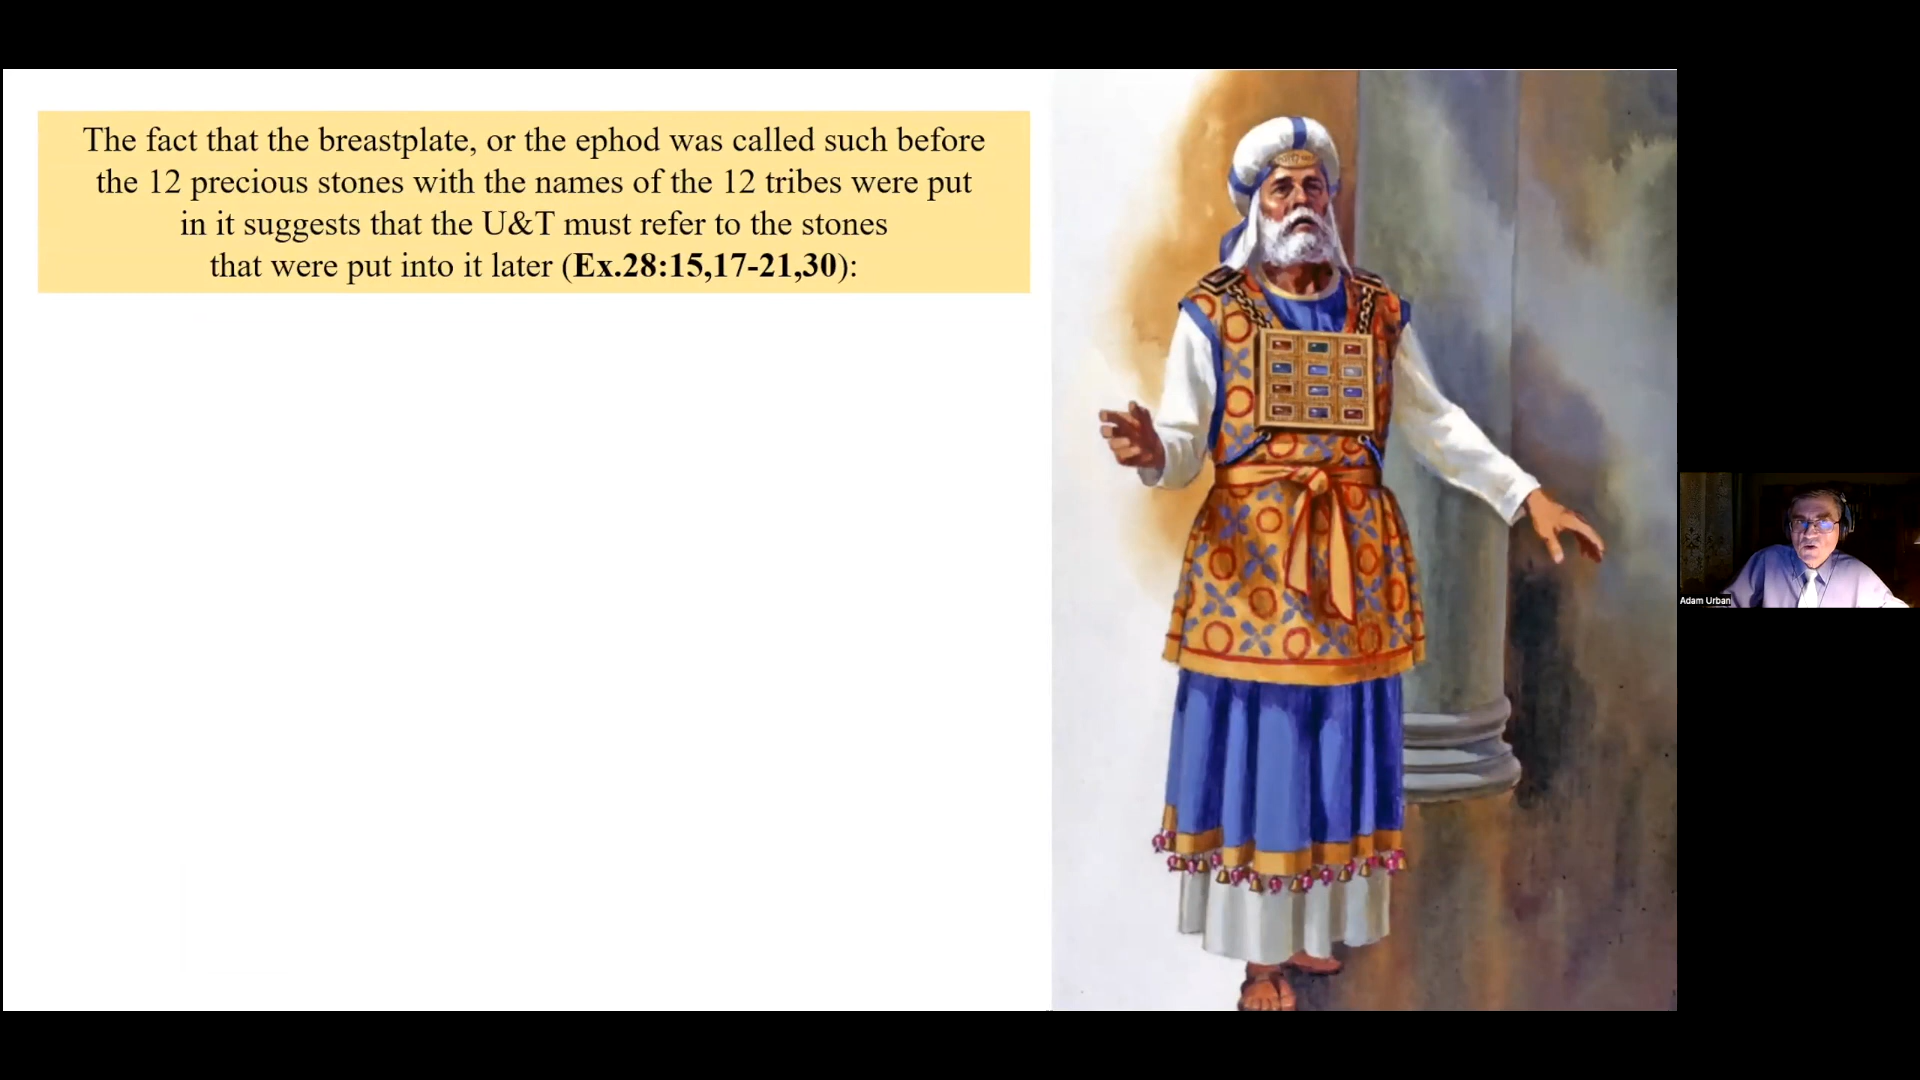 The fact that the breastplate, or the ephod was called such before
the 12 precious stones with the names of the 12 tribes were put
in it suggests that the U&T must refer to the stones
that were put into it later (Ex.28:15,17-21,30):
Adam Urban